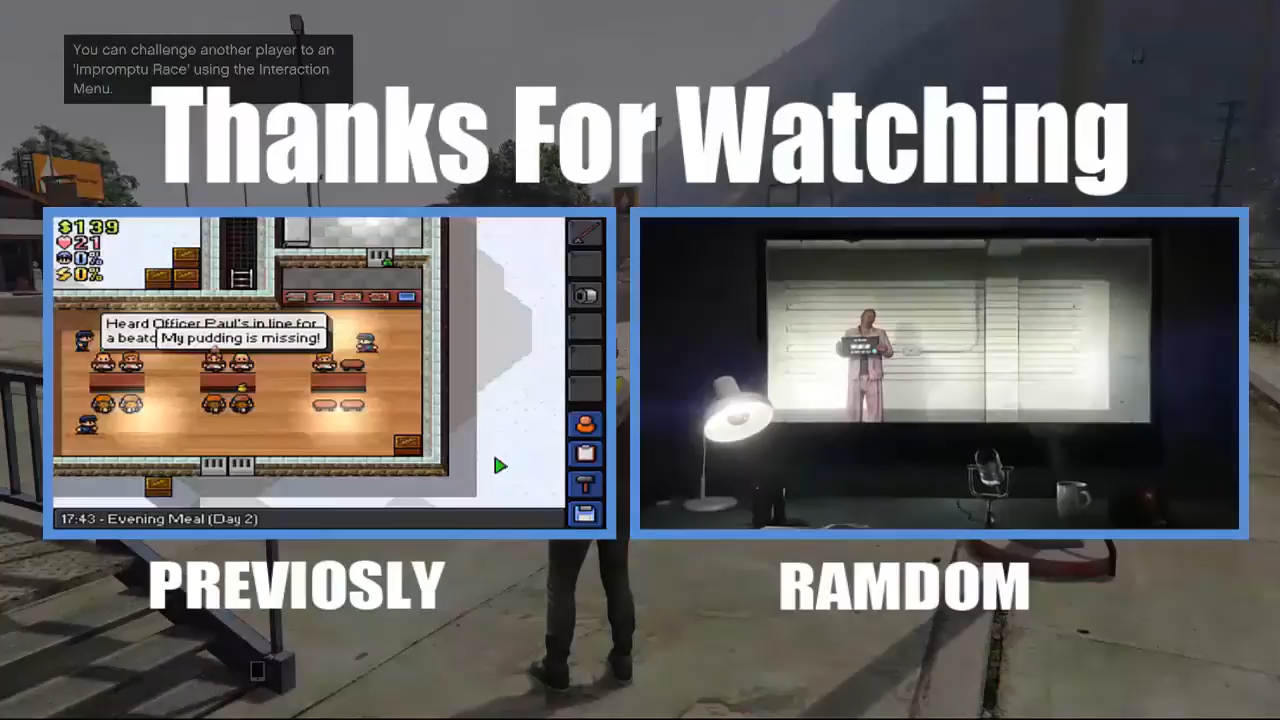 You can challenge another player to an
'Impromptu Race' using the Interaction
Menu.
Thanks For Watching
$139
21
0%
0%
Heard Officer Paul's in line for
a beatd
My pudding is missing!
17:43 - Evening Meal (Day 2)
PREVIOSLY
RAMDOM